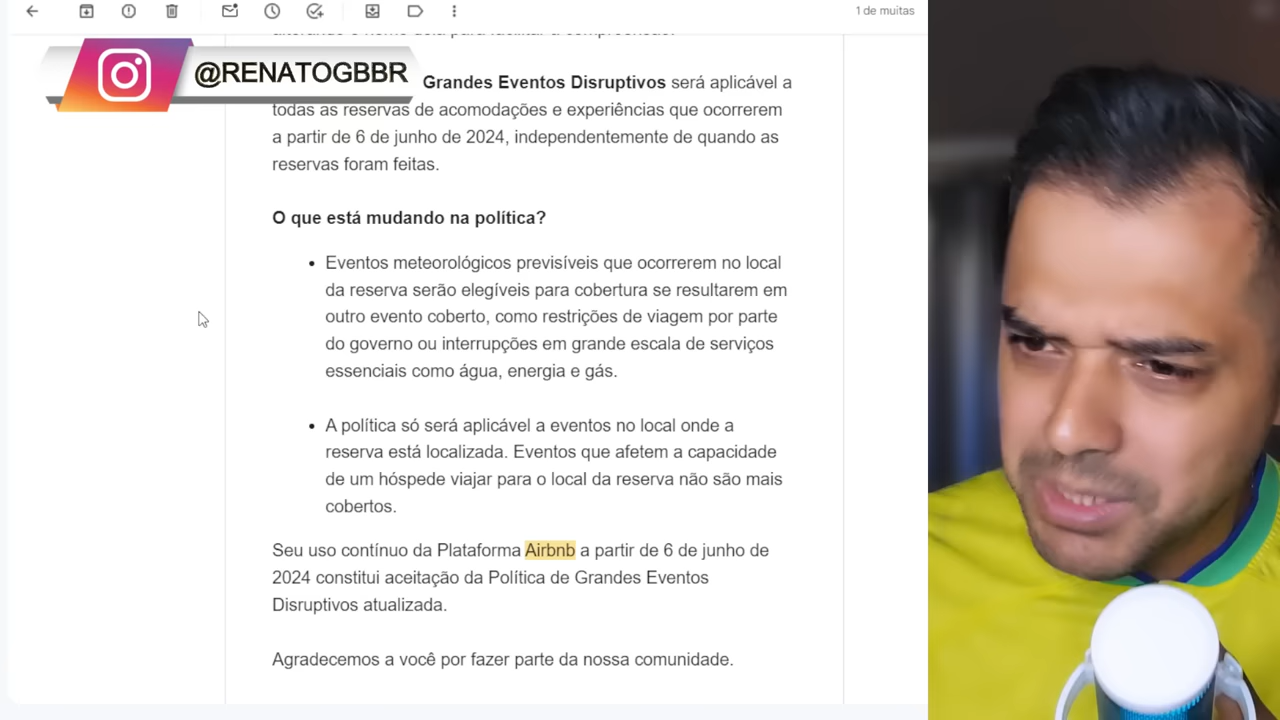 1 de muitas
@RENATOGBBR
Grandes Eventos Disruptivos será aplicável a
todas as reservas de acomodações e experiências que ocorrerem
a partir de 6 de junho de 2024, independentemente de quando as
reservas foram feitas.
O que está mudando na política?
• Eventos meteorológicos previsíveis que ocorrerem no local
da reserva serão elegíveis para cobertura se resultarem em
outro evento coberto, como restrições de viagem por parte
do governo ou interrupções em grande escala de serviços
essenciais como água, energia e gás.
• A política só será aplicável a eventos no local onde a
reserva está localizada. Eventos que afetem a capacidade
de um hóspede viajar para o local da reserva não são mais
cobertos.
Seu uso contínuo da Plataforma Airbnb a partir de 6 de junho de
2024 constitui aceitação da Política de Grandes Eventos
Disruptivos atualizada.
Agradecemos a você por fazer parte da nossa comunidade.